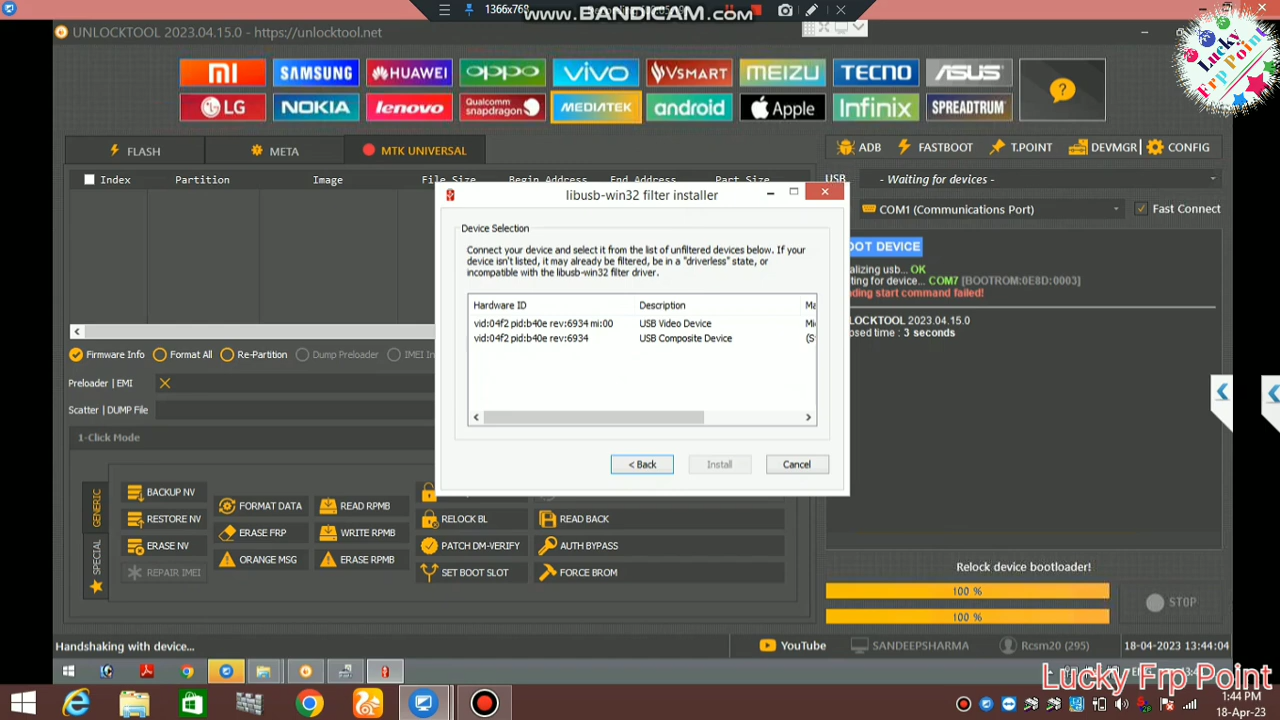 1366x768
www.BANDICAM.com
UNLOCKTOOL 2023.04.15.0 - https://unlocktool.net
Lucky Frp Point
MI SAMSUNG HUAWEI OPPO vivo VSMART MEIZU TECNO ASUS
LG NOKIA lenovo Qualcomm snapdragon MEDIATEK android Apple Infinix SPREADTRUM ?
FLASH META MTK UNIVERSAL
ADB FASTBOOT T.POINT DEVMGR CONFIG
Index Partition Image File Size Begin Address End Address Part Size
USB - Waiting for devices -
COM1 (Communications Port) Fast Connect
libusb-win32 filter installer
Device Selection
Connect your device and select it from the list of unfiltered devices below. If your
device isn't listed, it may already be filtered, be in a "driverless" state, or
incompatible with the libusb-win32 filter driver.
Hardware ID Description Ma
vid:04f2 pid:b40e rev:6934 mi:00 USB Video Device Mi
vid:04f2 pid:b40e rev:6934 USB Composite Device (S
< Back Install Cancel
OOT DEVICE
alizing usb... OK
ting for device... COM7 [BOOTROM:0E8D:0003]
nding start command failed!
LOCKTOOL 2023.04.15.0
psed time : 3 seconds
Firmware Info Format All Re-Partition Dump Preloader IMEI In
Preloader | EMI
Scatter | DUMP File
1-Click Mode
GENERIC
SPECIAL
BACKUP NV
RESTORE NV FORMAT DATA READ RPMB RELOCK BL READ BACK
ERASE NV ERASE FRP WRITE RPMB PATCH DM-VERIFY AUTH BYPASS
REPAIR IMEI ORANGE MSG ERASE RPMB SET BOOT SLOT FORCE BROM
Relock device bootloader!
100 %
100 %
STOP
Handshaking with device...
YouTube SANDEEPSHARMA Rcsm20 (295) 18-04-2023 13:44:04
Lucky Frp Point
1:44 PM
18-Apr-23